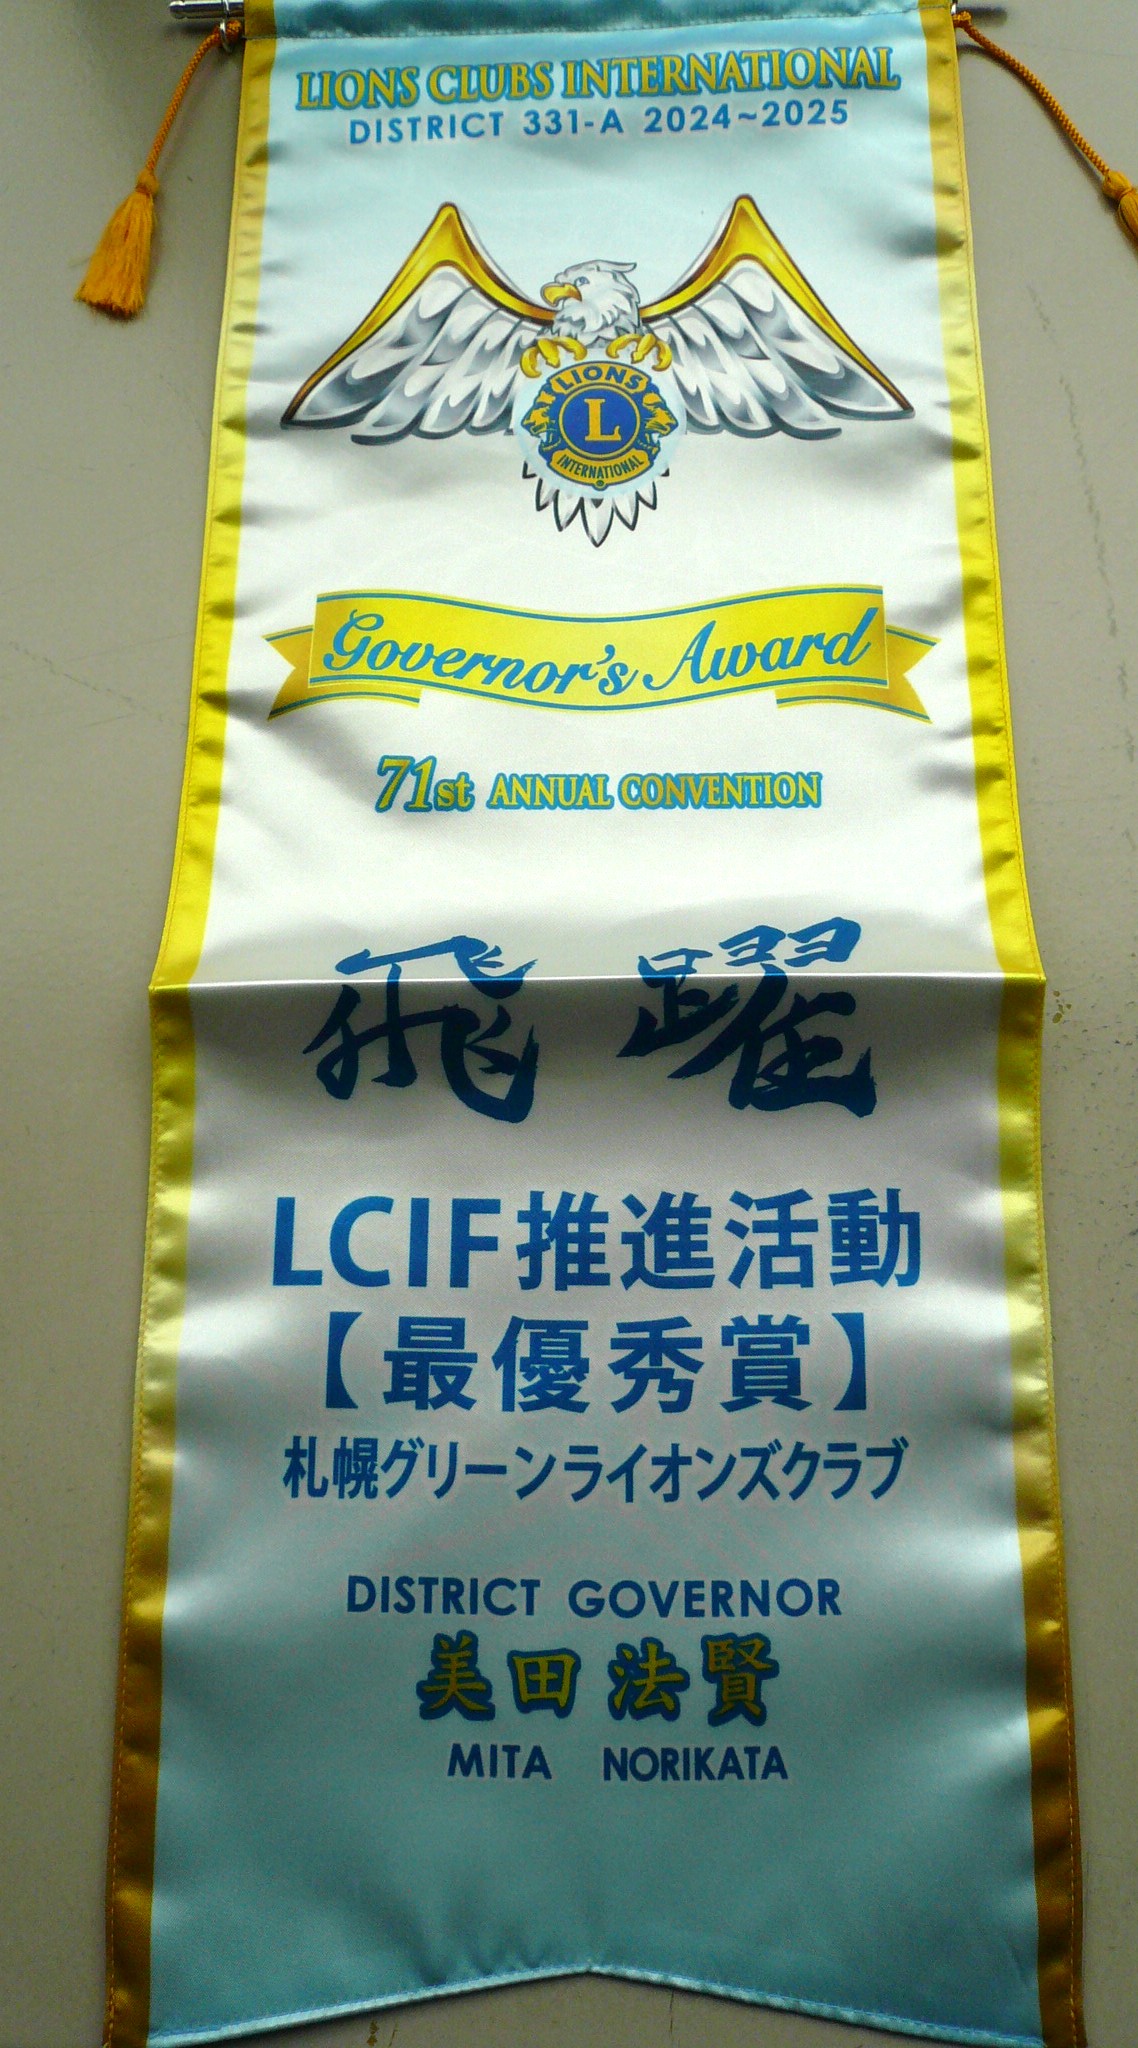 LIONS CLUBS INTERNATIONAL
DISTRICT 331-A 2024~2025
LIONS
L
INTERNATIONAL
Governor's Award
71st ANNUAL CONVENTION
飛躍
LCIF推進活動
【最優秀賞】
札幌グリーンライオンズクラブ
DISTRICT GOVERNOR
美田 法賢
MITA NORIKATA